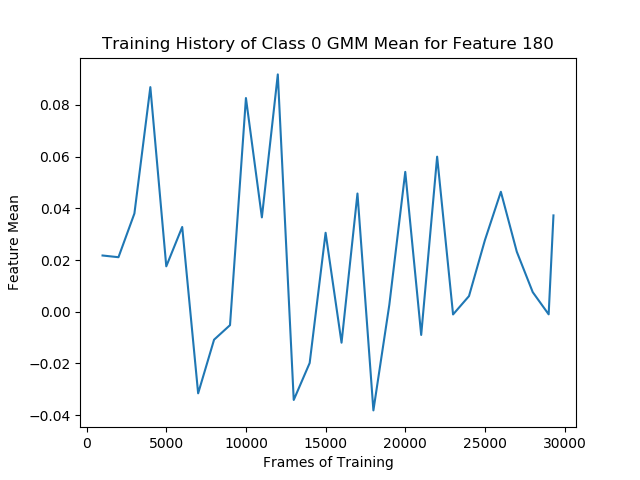 Training History of Class 0 GMM Mean for Feature 180
Feature Mean
0.08
0.06
0.04
0.02
0.00
−0.02
−0.04
0 5000 10000 15000 20000 25000 30000
Frames of Training